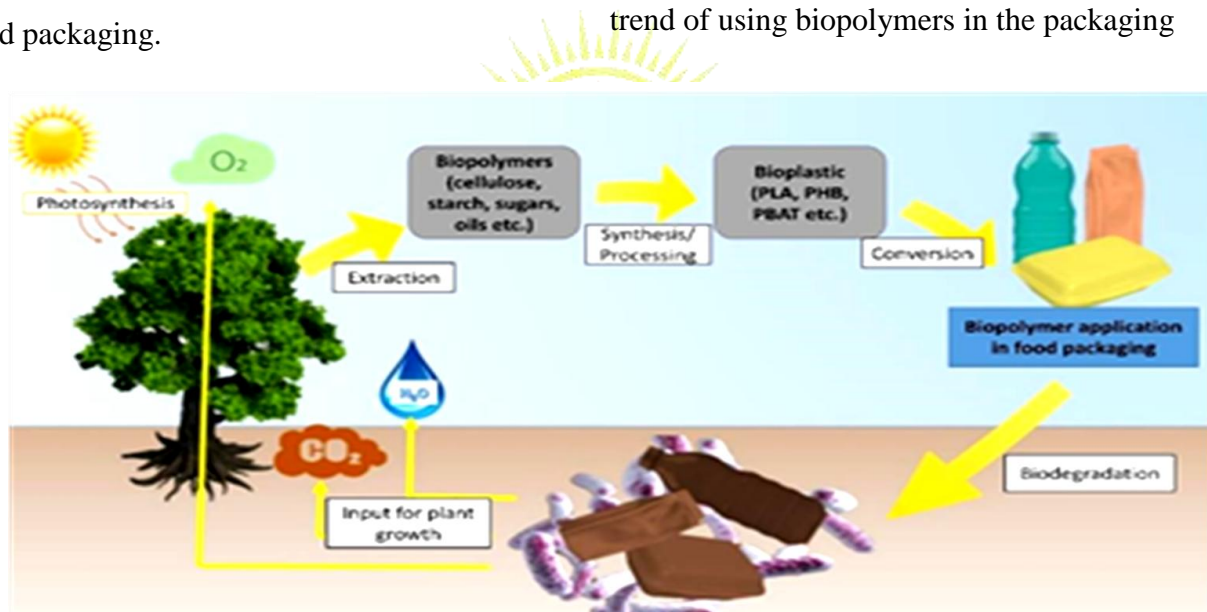 d packaging.
trend of using biopolymers in the packaging
Photosynthesis
O₂
Biopolymers
(cellulose,
starch, sugars,
oils etc.)
Extraction
Synthesis/
Processing
Bioplastic
(PLA, PHB,
PBAT etc.)
Conversion
Biopolymer application
in food packaging
H₂O
CO₂
Input for plant
growth
Biodegradation